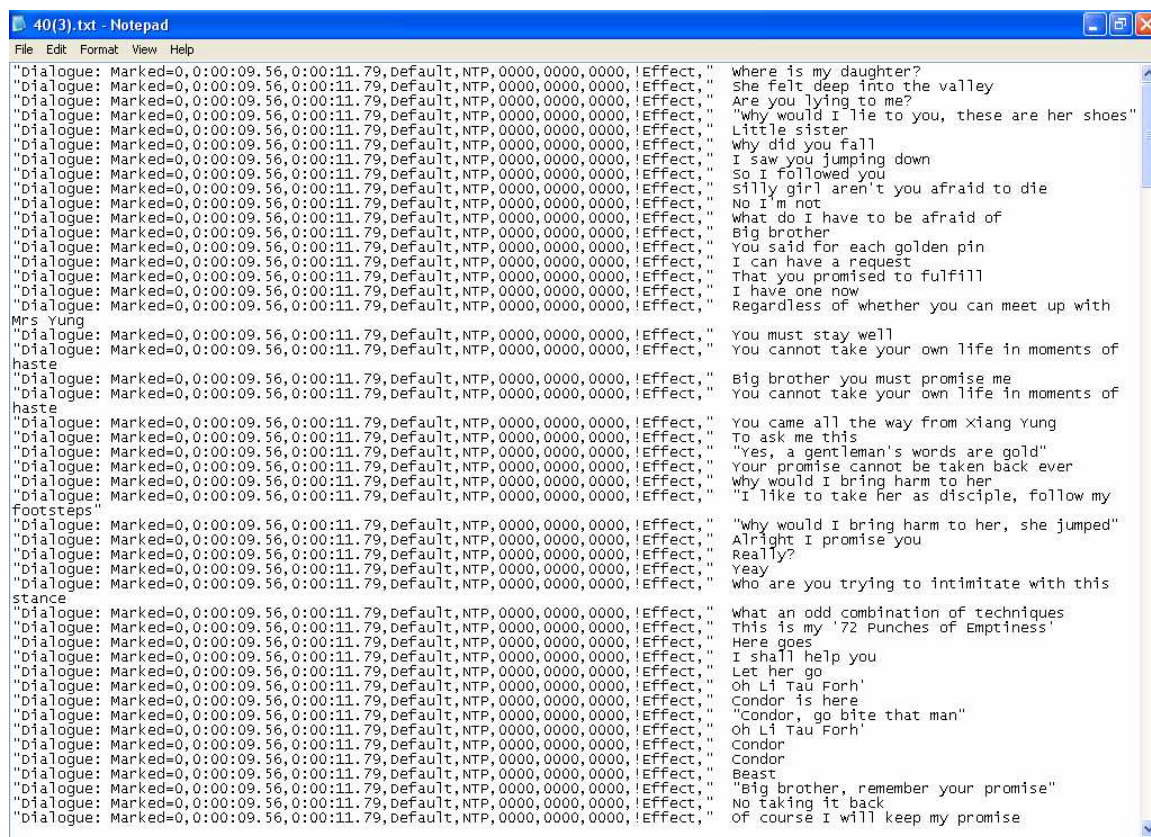 40(3).txt - Notepad
File Edit Format View Help
"Dialogue: Marked=0,0:00:09.56,0:00:11.79,Default,NTP,0000,0000,0000,!Effect," Where is my daughter?
"Dialogue: Marked=0,0:00:09.56,0:00:11.79,Default,NTP,0000,0000,0000,!Effect," She felt deep into the valley
"Dialogue: Marked=0,0:00:09.56,0:00:11.79,Default,NTP,0000,0000,0000,!Effect," Are you lying to me?
"Dialogue: Marked=0,0:00:09.56,0:00:11.79,Default,NTP,0000,0000,0000,!Effect," "Why would I lie to you, these are her shoes"
"Dialogue: Marked=0,0:00:09.56,0:00:11.79,Default,NTP,0000,0000,0000,!Effect," Little sister
"Dialogue: Marked=0,0:00:09.56,0:00:11.79,Default,NTP,0000,0000,0000,!Effect," Why did you fall
"Dialogue: Marked=0,0:00:09.56,0:00:11.79,Default,NTP,0000,0000,0000,!Effect," I saw you jumping down
"Dialogue: Marked=0,0:00:09.56,0:00:11.79,Default,NTP,0000,0000,0000,!Effect," So I followed you
"Dialogue: Marked=0,0:00:09.56,0:00:11.79,Default,NTP,0000,0000,0000,!Effect," Silly girl aren't you afraid to die
"Dialogue: Marked=0,0:00:09.56,0:00:11.79,Default,NTP,0000,0000,0000,!Effect," No I'm not
"Dialogue: Marked=0,0:00:09.56,0:00:11.79,Default,NTP,0000,0000,0000,!Effect," What do I have to be afraid of
"Dialogue: Marked=0,0:00:09.56,0:00:11.79,Default,NTP,0000,0000,0000,!Effect," Big brother
"Dialogue: Marked=0,0:00:09.56,0:00:11.79,Default,NTP,0000,0000,0000,!Effect," You said for each golden pin
"Dialogue: Marked=0,0:00:09.56,0:00:11.79,Default,NTP,0000,0000,0000,!Effect," I can have a request
"Dialogue: Marked=0,0:00:09.56,0:00:11.79,Default,NTP,0000,0000,0000,!Effect," That you promised to fulfill
"Dialogue: Marked=0,0:00:09.56,0:00:11.79,Default,NTP,0000,0000,0000,!Effect," I have one now
"Dialogue: Marked=0,0:00:09.56,0:00:11.79,Default,NTP,0000,0000,0000,!Effect," Regardless of whether you can meet up with
Mrs Yung
"Dialogue: Marked=0,0:00:09.56,0:00:11.79,Default,NTP,0000,0000,0000,!Effect," You must stay well
"Dialogue: Marked=0,0:00:09.56,0:00:11.79,Default,NTP,0000,0000,0000,!Effect," You cannot take your own life in moments of
haste
"Dialogue: Marked=0,0:00:09.56,0:00:11.79,Default,NTP,0000,0000,0000,!Effect," Big brother you must promise me
"Dialogue: Marked=0,0:00:09.56,0:00:11.79,Default,NTP,0000,0000,0000,!Effect," You cannot take your own life in moments of
haste
"Dialogue: Marked=0,0:00:09.56,0:00:11.79,Default,NTP,0000,0000,0000,!Effect," You came all the way from Xiang Yung
"Dialogue: Marked=0,0:00:09.56,0:00:11.79,Default,NTP,0000,0000,0000,!Effect," To ask me this
"Dialogue: Marked=0,0:00:09.56,0:00:11.79,Default,NTP,0000,0000,0000,!Effect," "Yes, a gentleman's words are gold"
"Dialogue: Marked=0,0:00:09.56,0:00:11.79,Default,NTP,0000,0000,0000,!Effect," Your promise cannot be taken back ever
"Dialogue: Marked=0,0:00:09.56,0:00:11.79,Default,NTP,0000,0000,0000,!Effect," Why would I bring harm to her
"Dialogue: Marked=0,0:00:09.56,0:00:11.79,Default,NTP,0000,0000,0000,!Effect," "I like to take her as disciple, follow my
footsteps"
"Dialogue: Marked=0,0:00:09.56,0:00:11.79,Default,NTP,0000,0000,0000,!Effect," "Why would I bring harm to her, she jumped"
"Dialogue: Marked=0,0:00:09.56,0:00:11.79,Default,NTP,0000,0000,0000,!Effect," Alright I promise you
"Dialogue: Marked=0,0:00:09.56,0:00:11.79,Default,NTP,0000,0000,0000,!Effect," Really?
"Dialogue: Marked=0,0:00:09.56,0:00:11.79,Default,NTP,0000,0000,0000,!Effect," Yeay
"Dialogue: Marked=0,0:00:09.56,0:00:11.79,Default,NTP,0000,0000,0000,!Effect," Who are you trying to intimitate with this
stance
"Dialogue: Marked=0,0:00:09.56,0:00:11.79,Default,NTP,0000,0000,0000,!Effect," What an odd combination of techniques
"Dialogue: Marked=0,0:00:09.56,0:00:11.79,Default,NTP,0000,0000,0000,!Effect," This is my '72 Punches of Emptiness'
"Dialogue: Marked=0,0:00:09.56,0:00:11.79,Default,NTP,0000,0000,0000,!Effect," Here goes
"Dialogue: Marked=0,0:00:09.56,0:00:11.79,Default,NTP,0000,0000,0000,!Effect," I shall help you
"Dialogue: Marked=0,0:00:09.56,0:00:11.79,Default,NTP,0000,0000,0000,!Effect," Let her go
"Dialogue: Marked=0,0:00:09.56,0:00:11.79,Default,NTP,0000,0000,0000,!Effect," Oh Li Tau Forh'
"Dialogue: Marked=0,0:00:09.56,0:00:11.79,Default,NTP,0000,0000,0000,!Effect," Condor is here
"Dialogue: Marked=0,0:00:09.56,0:00:11.79,Default,NTP,0000,0000,0000,!Effect," "Condor, go bite that man"
"Dialogue: Marked=0,0:00:09.56,0:00:11.79,Default,NTP,0000,0000,0000,!Effect," Oh Li Tau Forh'
"Dialogue: Marked=0,0:00:09.56,0:00:11.79,Default,NTP,0000,0000,0000,!Effect," Condor
"Dialogue: Marked=0,0:00:09.56,0:00:11.79,Default,NTP,0000,0000,0000,!Effect," Condor
"Dialogue: Marked=0,0:00:09.56,0:00:11.79,Default,NTP,0000,0000,0000,!Effect," Beast
"Dialogue: Marked=0,0:00:09.56,0:00:11.79,Default,NTP,0000,0000,0000,!Effect," "Big brother, remember your promise"
"Dialogue: Marked=0,0:00:09.56,0:00:11.79,Default,NTP,0000,0000,0000,!Effect," No taking it back
"Dialogue: Marked=0,0:00:09.56,0:00:11.79,Default,NTP,0000,0000,0000,!Effect," Of course I will keep my promise